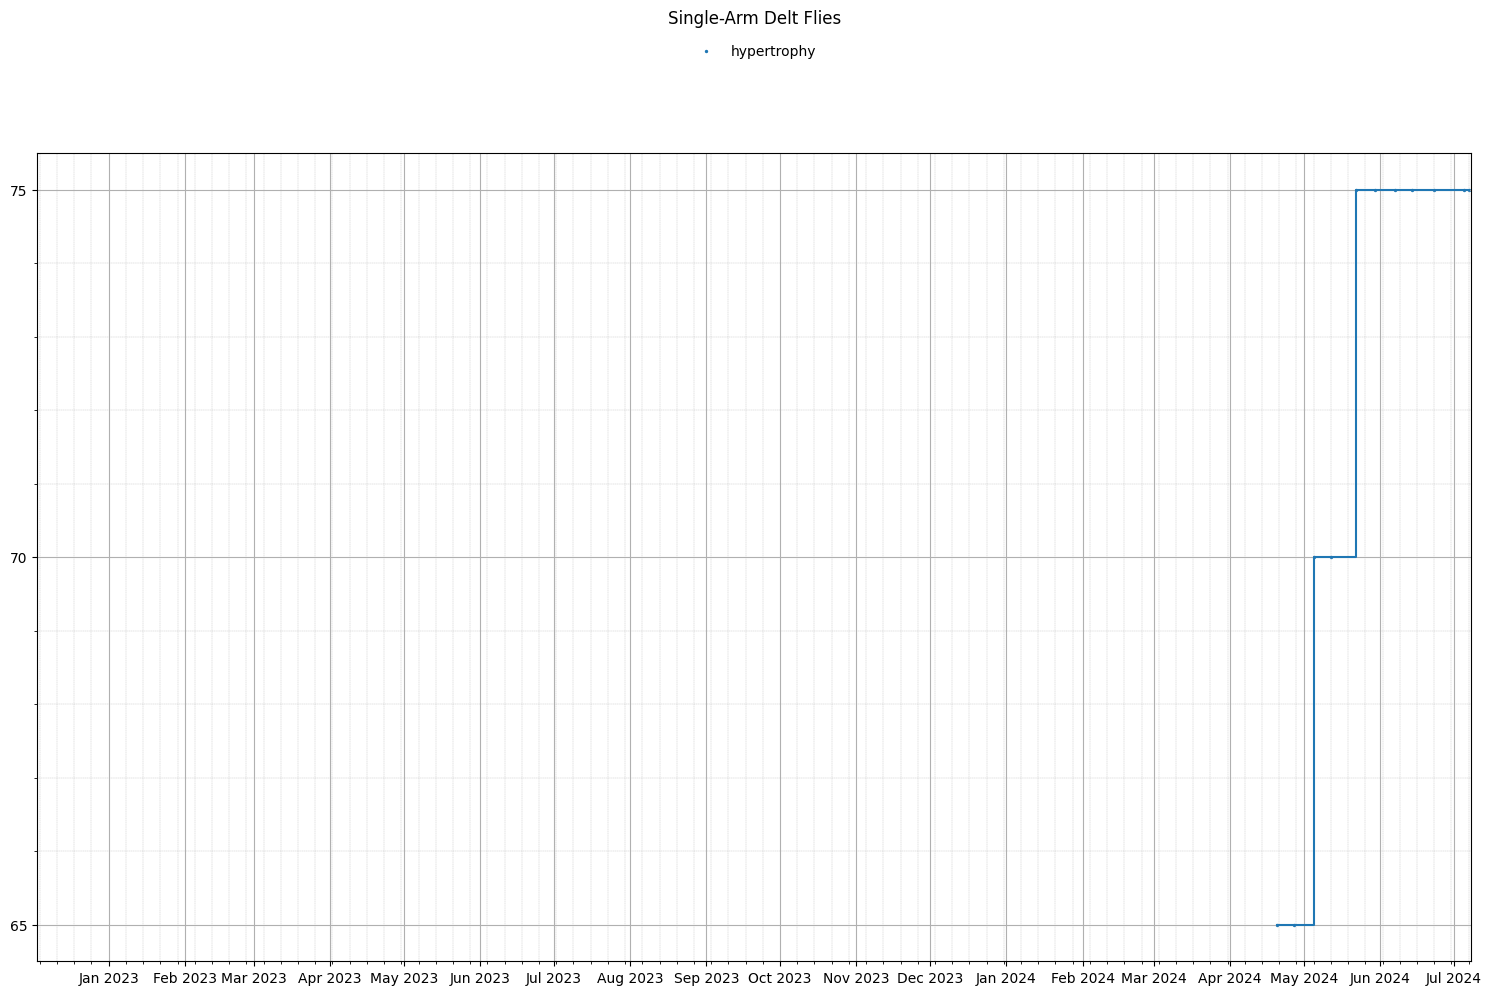 Single-Arm Delt Flies
hypertrophy
75
70
65
Jan 2023 Feb 2023 Mar 2023 Apr 2023 May 2023 Jun 2023 Jul 2023 Aug 2023 Sep 2023 Oct 2023 Nov 2023 Dec 2023 Jan 2024 Feb 2024 Mar 2024 Apr 2024 May 2024 Jun 2024 Jul 2024